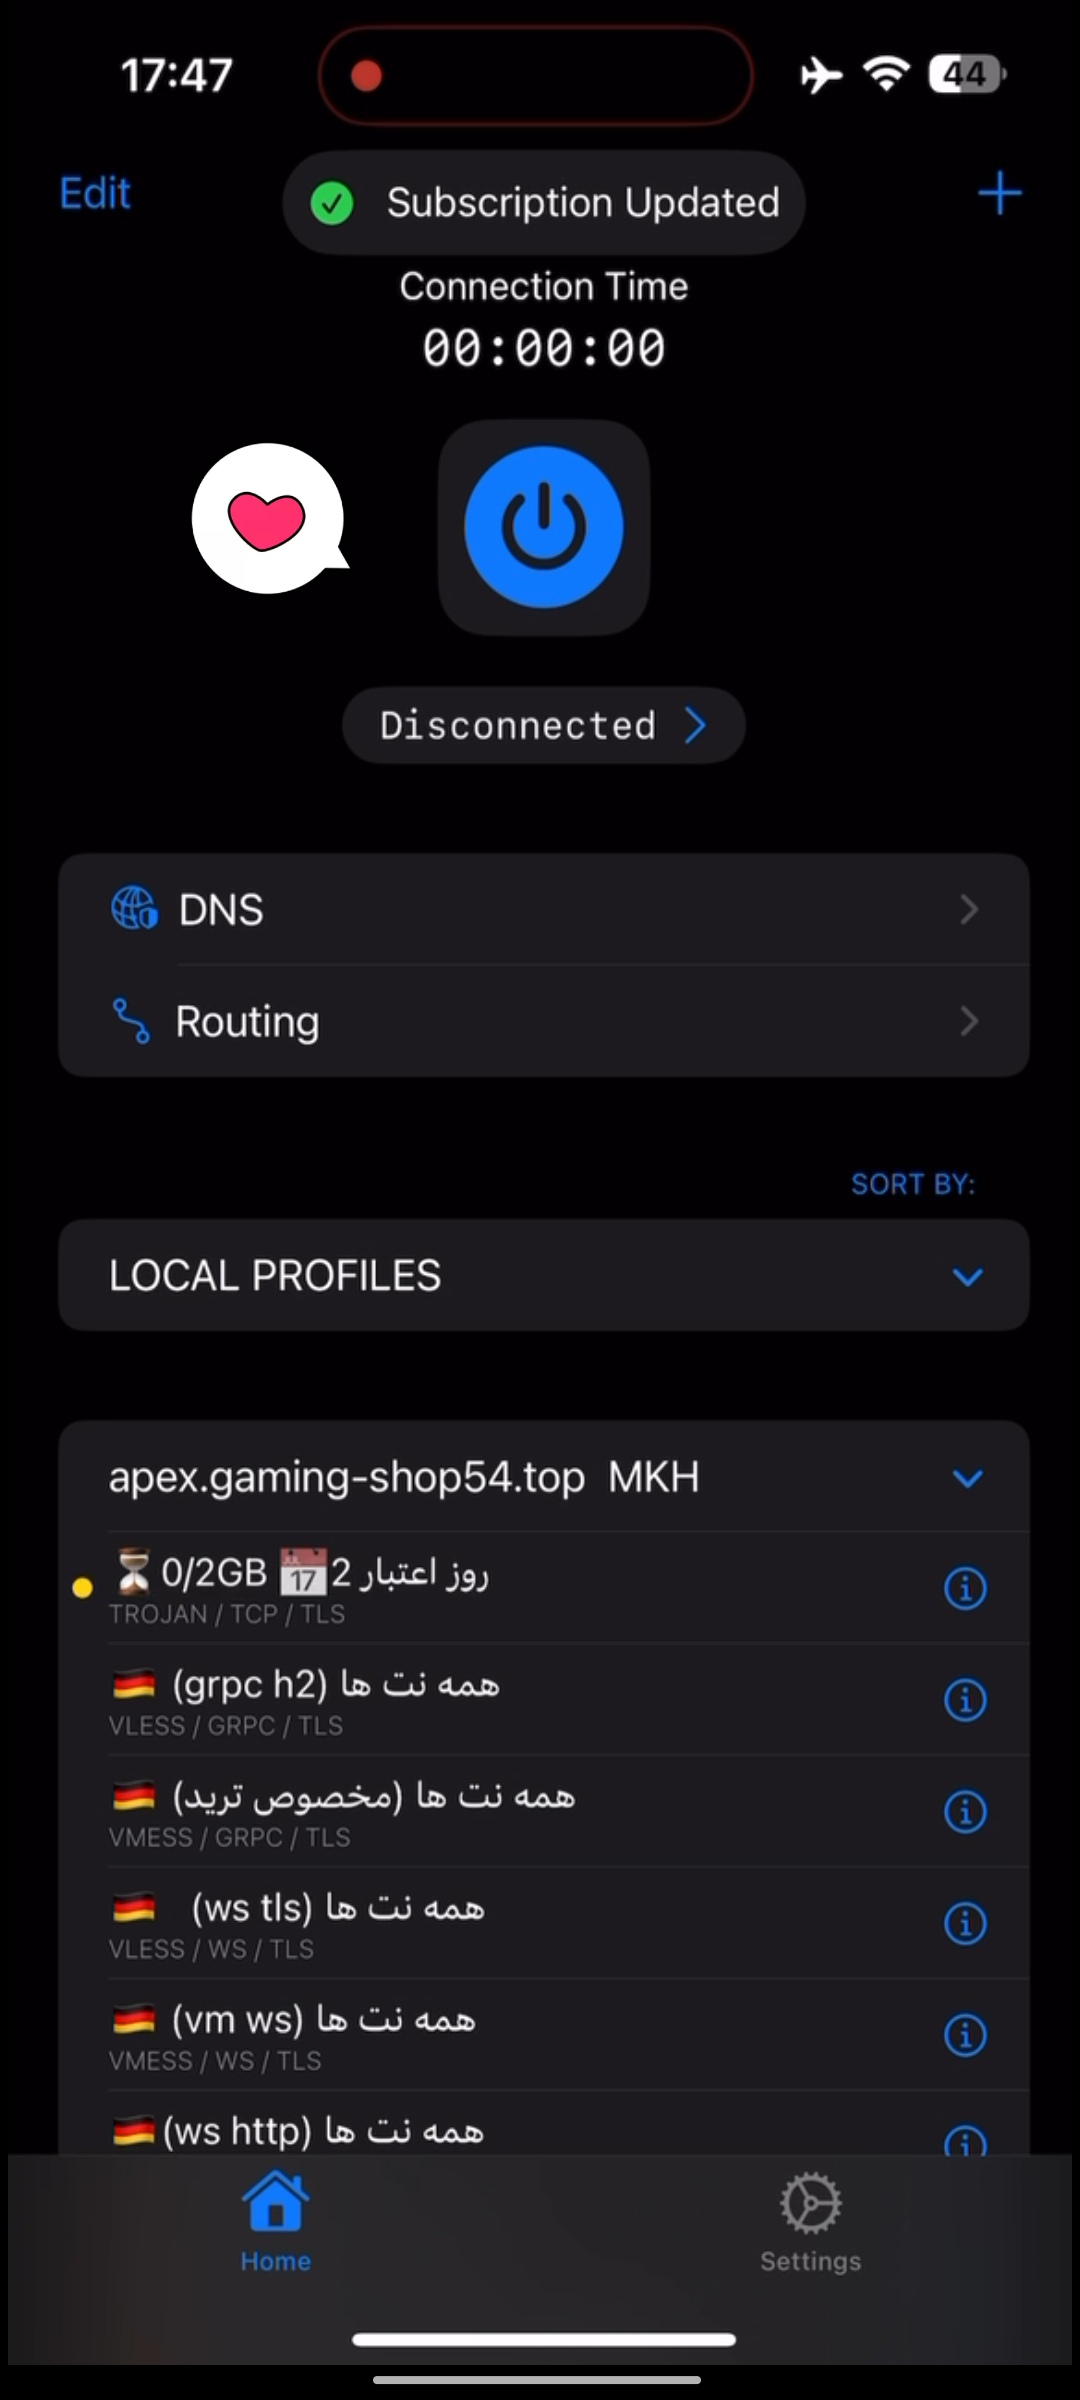 17:47
44
Edit
Subscription Updated
Connection Time
00:00:00
Disconnected
DNS
Routing
SORT BY:
LOCAL PROFILES
apex.gaming-shop54.top MKH
⏳0/2GB 📅2 روز اعتبار
TROJAN / TCP / TLS
🇩🇪 (grpc h2) همه نت ها
VLESS / GRPC / TLS
🇩🇪 همه نت ها (مخصوص ترید)
VMESS / GRPC / TLS
🇩🇪 (ws tls) همه نت ها
VLESS / WS / TLS
🇩🇪 (vm ws) همه نت ها
VMESS / WS / TLS
🇩🇪 (ws http) همه نت ها
Home
Settings